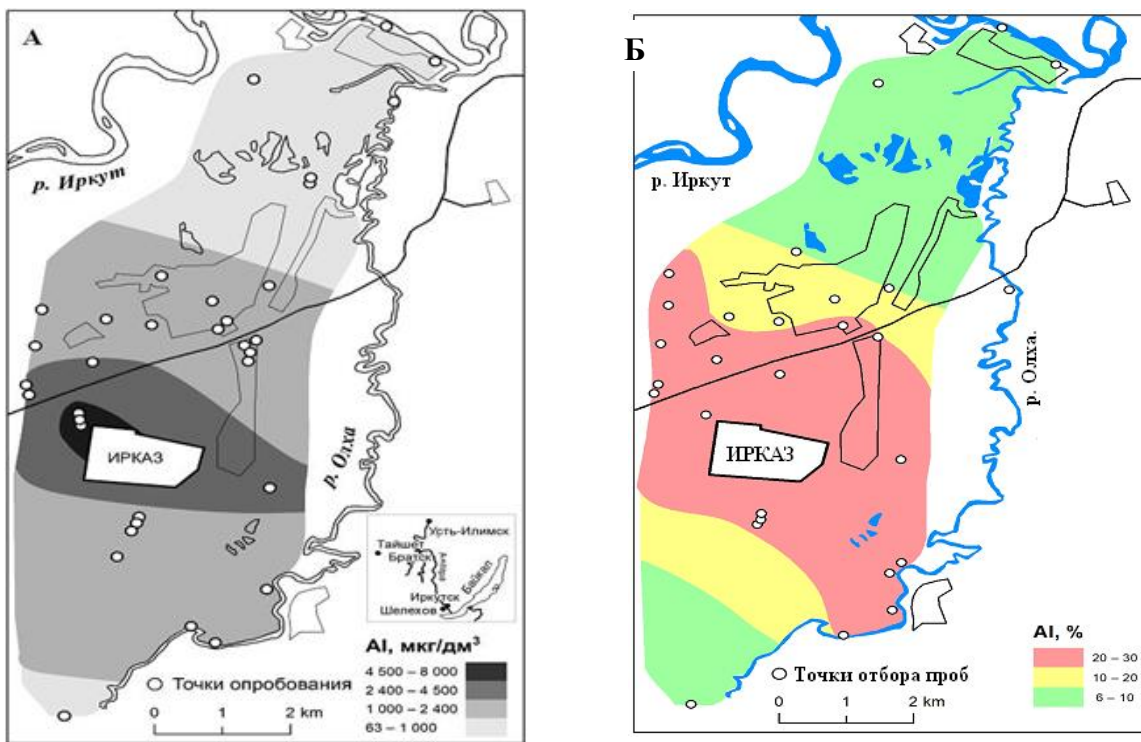 А
р. Иркут
ИРКАЗ
р. Олха
Усть-Илимск
Тайшет
Братск
Ангара
Байкал
Иркутск
Шелехов
Al, мкг/дм³
4 500 – 8 000
2 400 – 4 500
1 000 – 2 400
63 – 1 000
Точки опробования
0 1 2 km
Б
р. Иркут
ИРКАЗ
р. Олха.
Al, %
20 – 30
10 – 20
6 – 10
Точки отбора проб
0 1 2 km